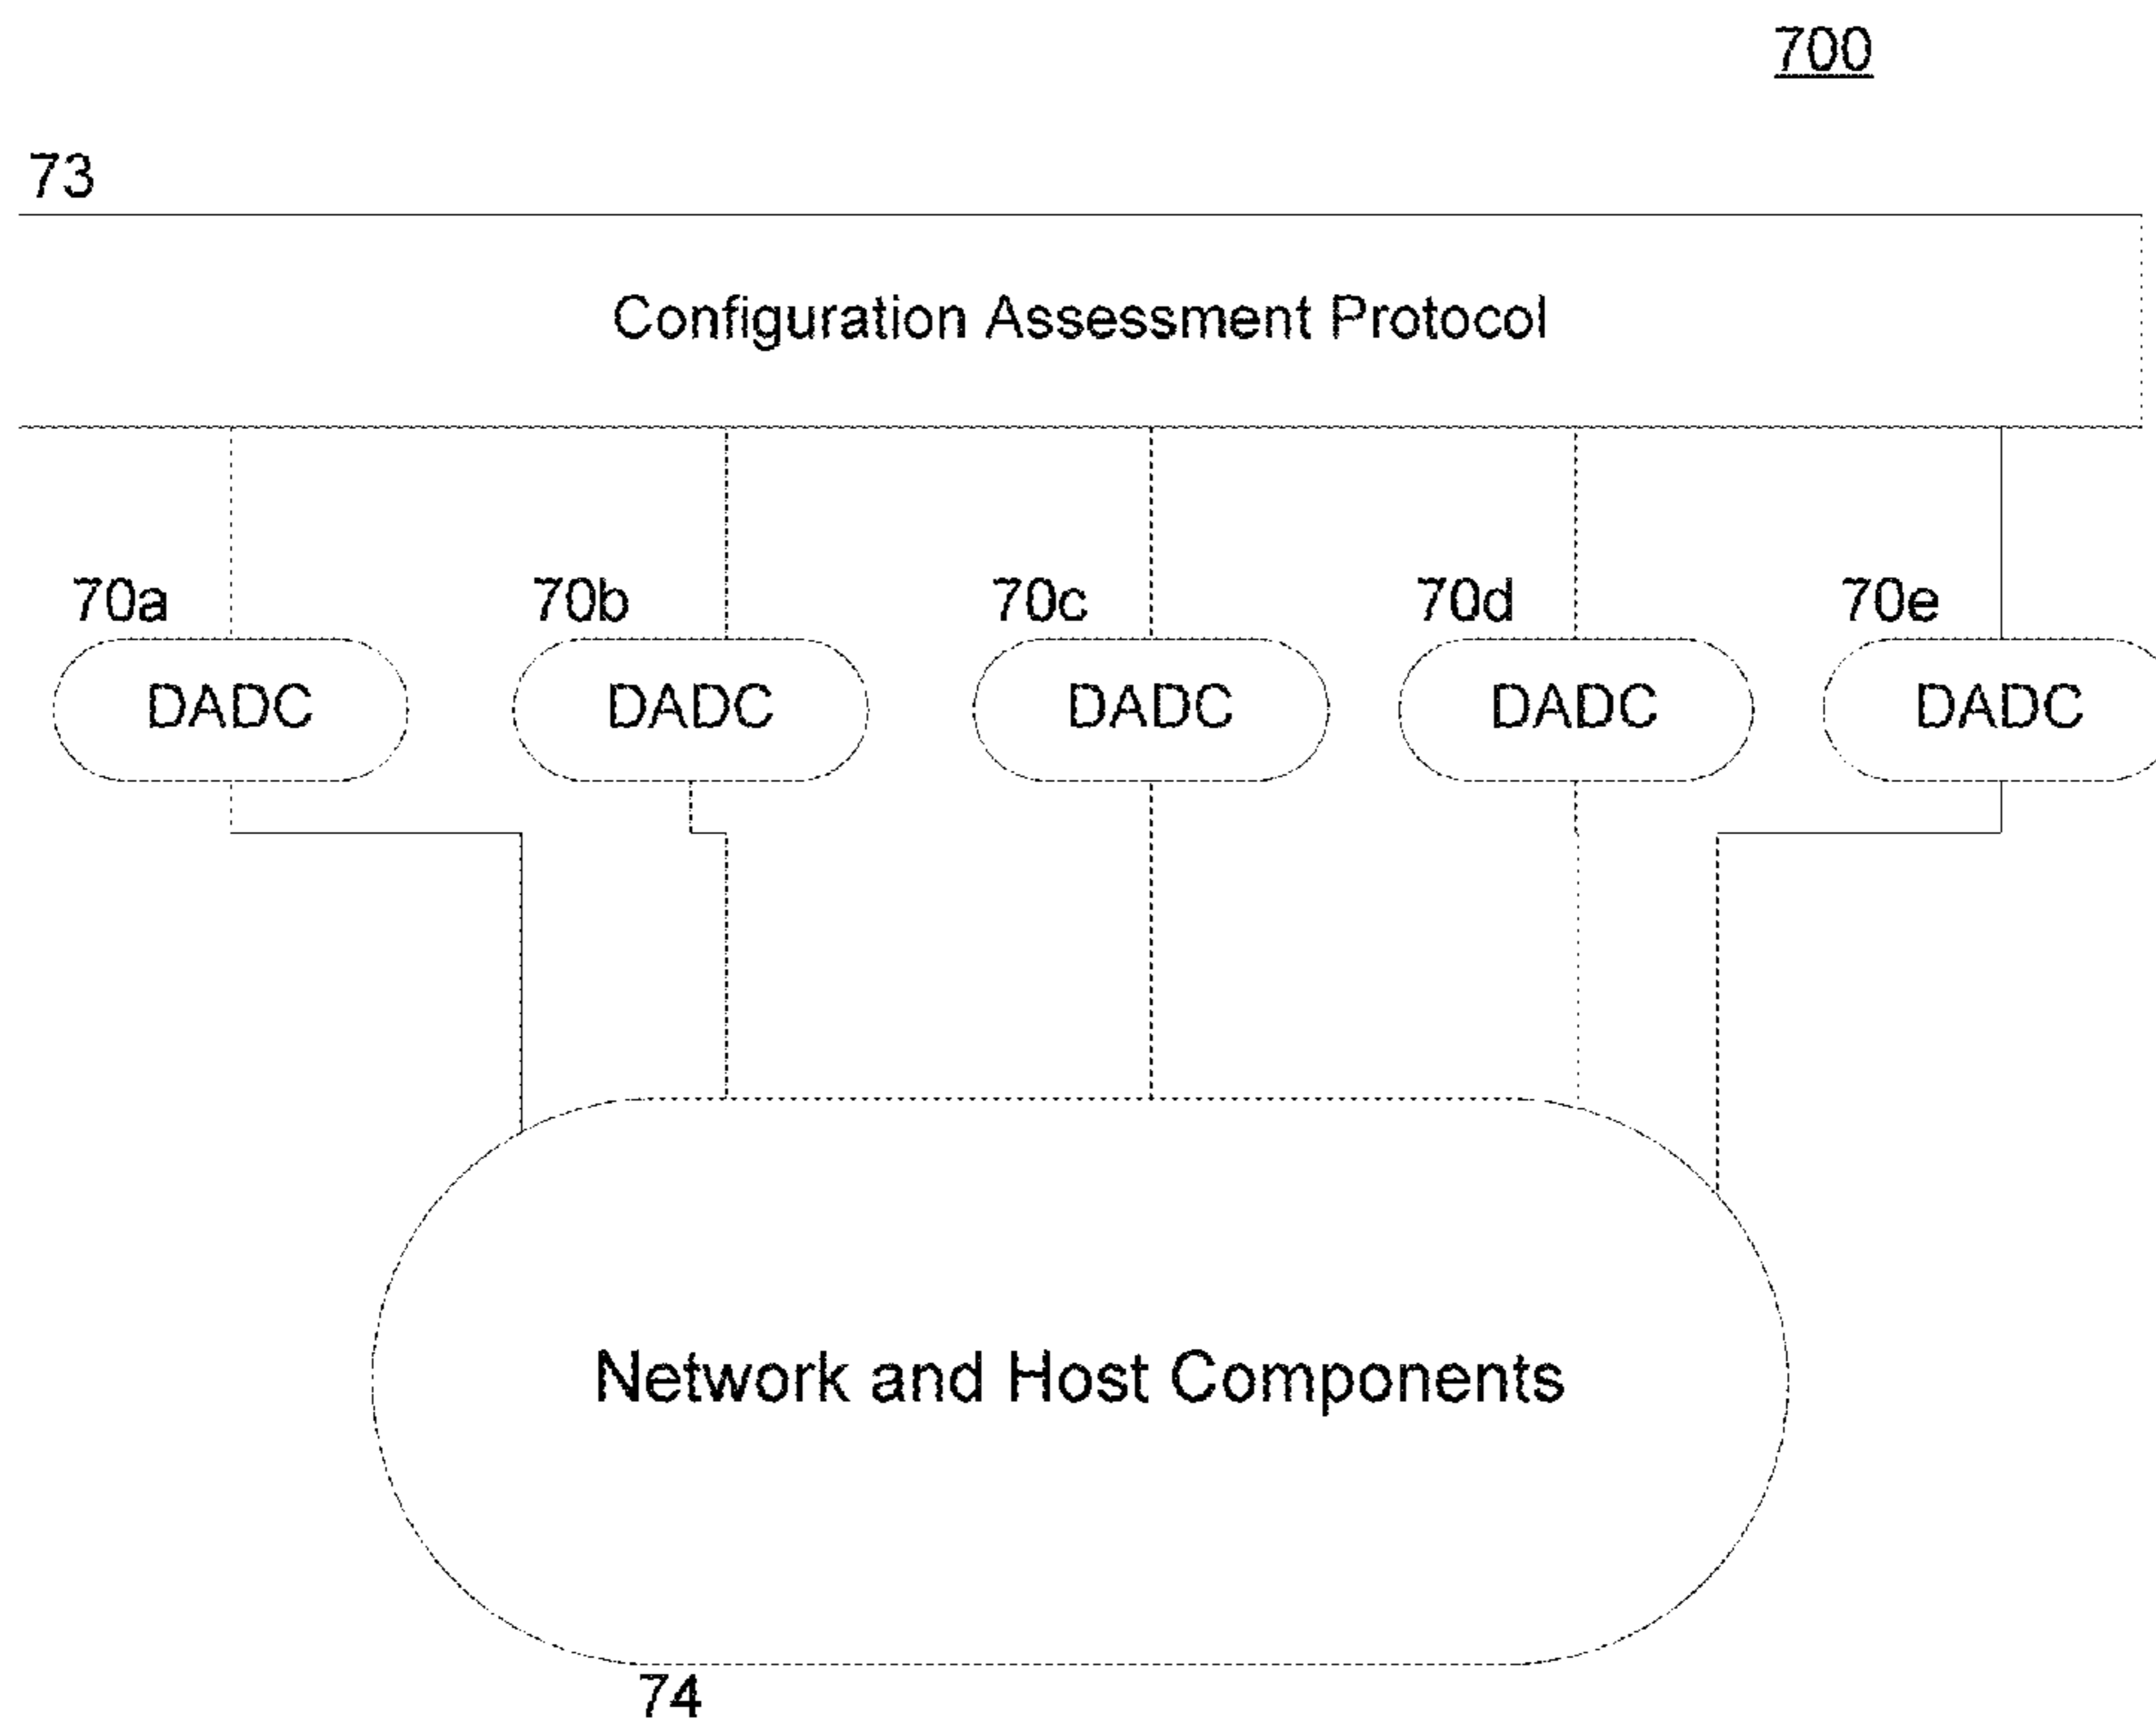 700
73
Configuration Assessment Protocol
70a 70b 70c 70d 70e
DADC DADC DADC DADC DADC
Network and Host Components
74